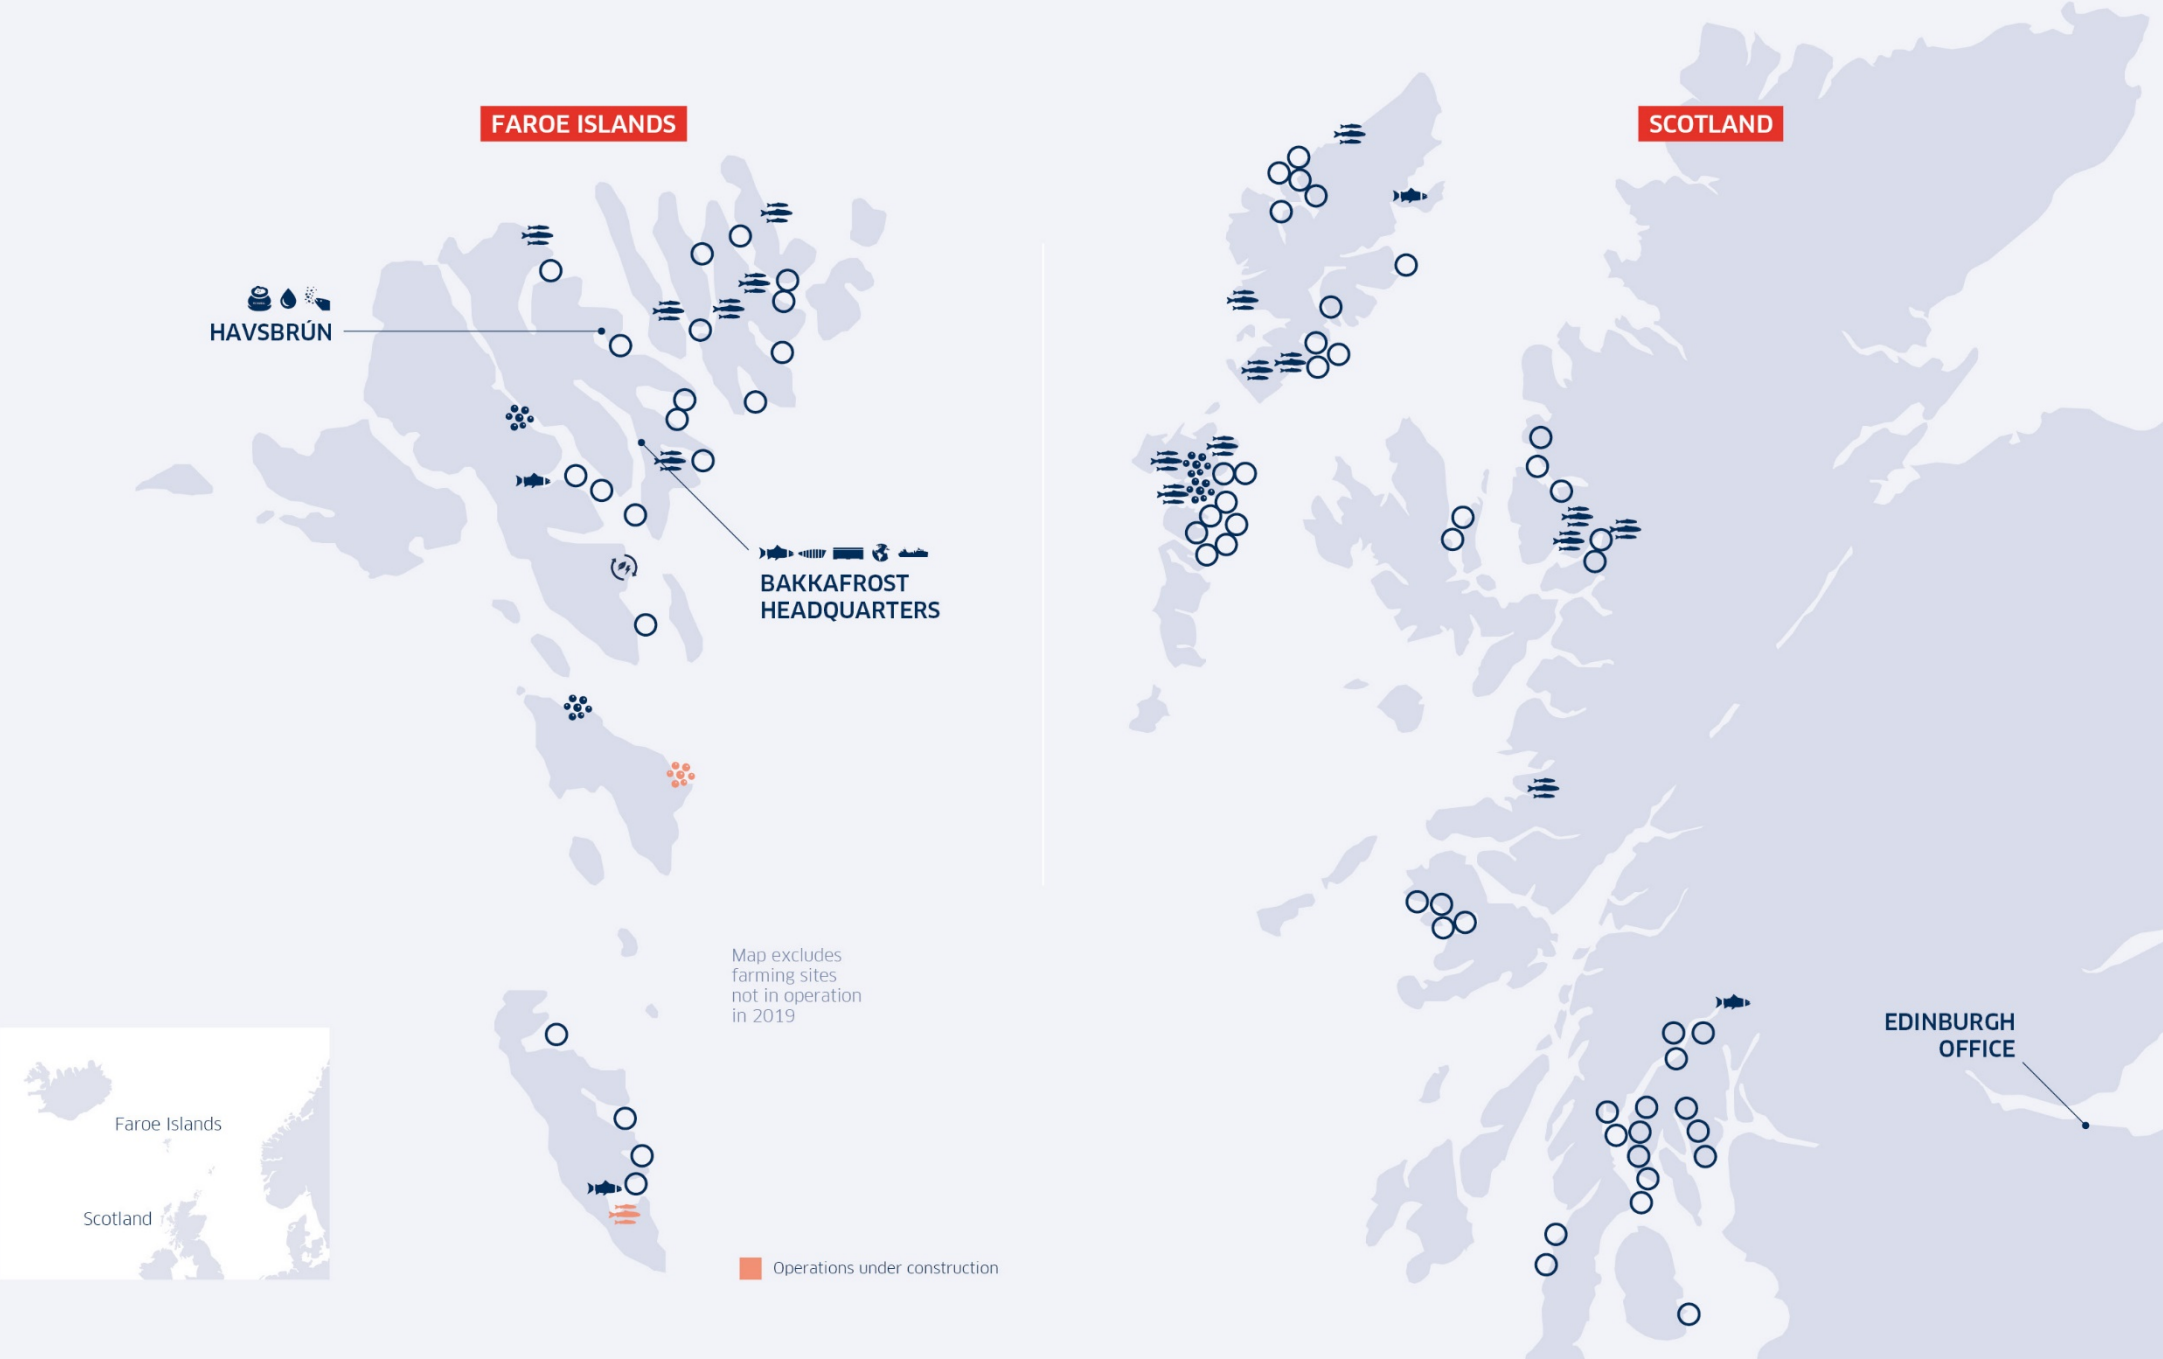 FAROE ISLANDS
SCOTLAND
HAVSBRÚN
BAKKAFROST
HEADQUARTERS
Map excludes
farming sites
not in operation
in 2019
EDINBURGH
OFFICE
Faroe Islands
Scotland
Operations under construction